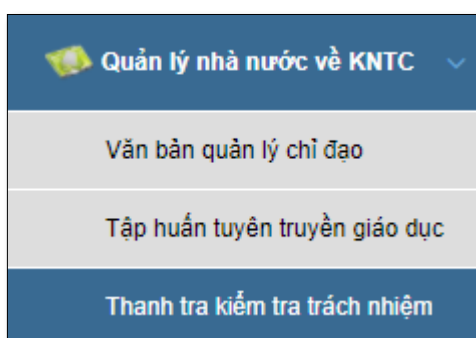 Quản lý nhà nước về KNTC
Văn bản quản lý chỉ đạo
Tập huấn tuyên truyền giáo dục
Thanh tra kiểm tra trách nhiệm